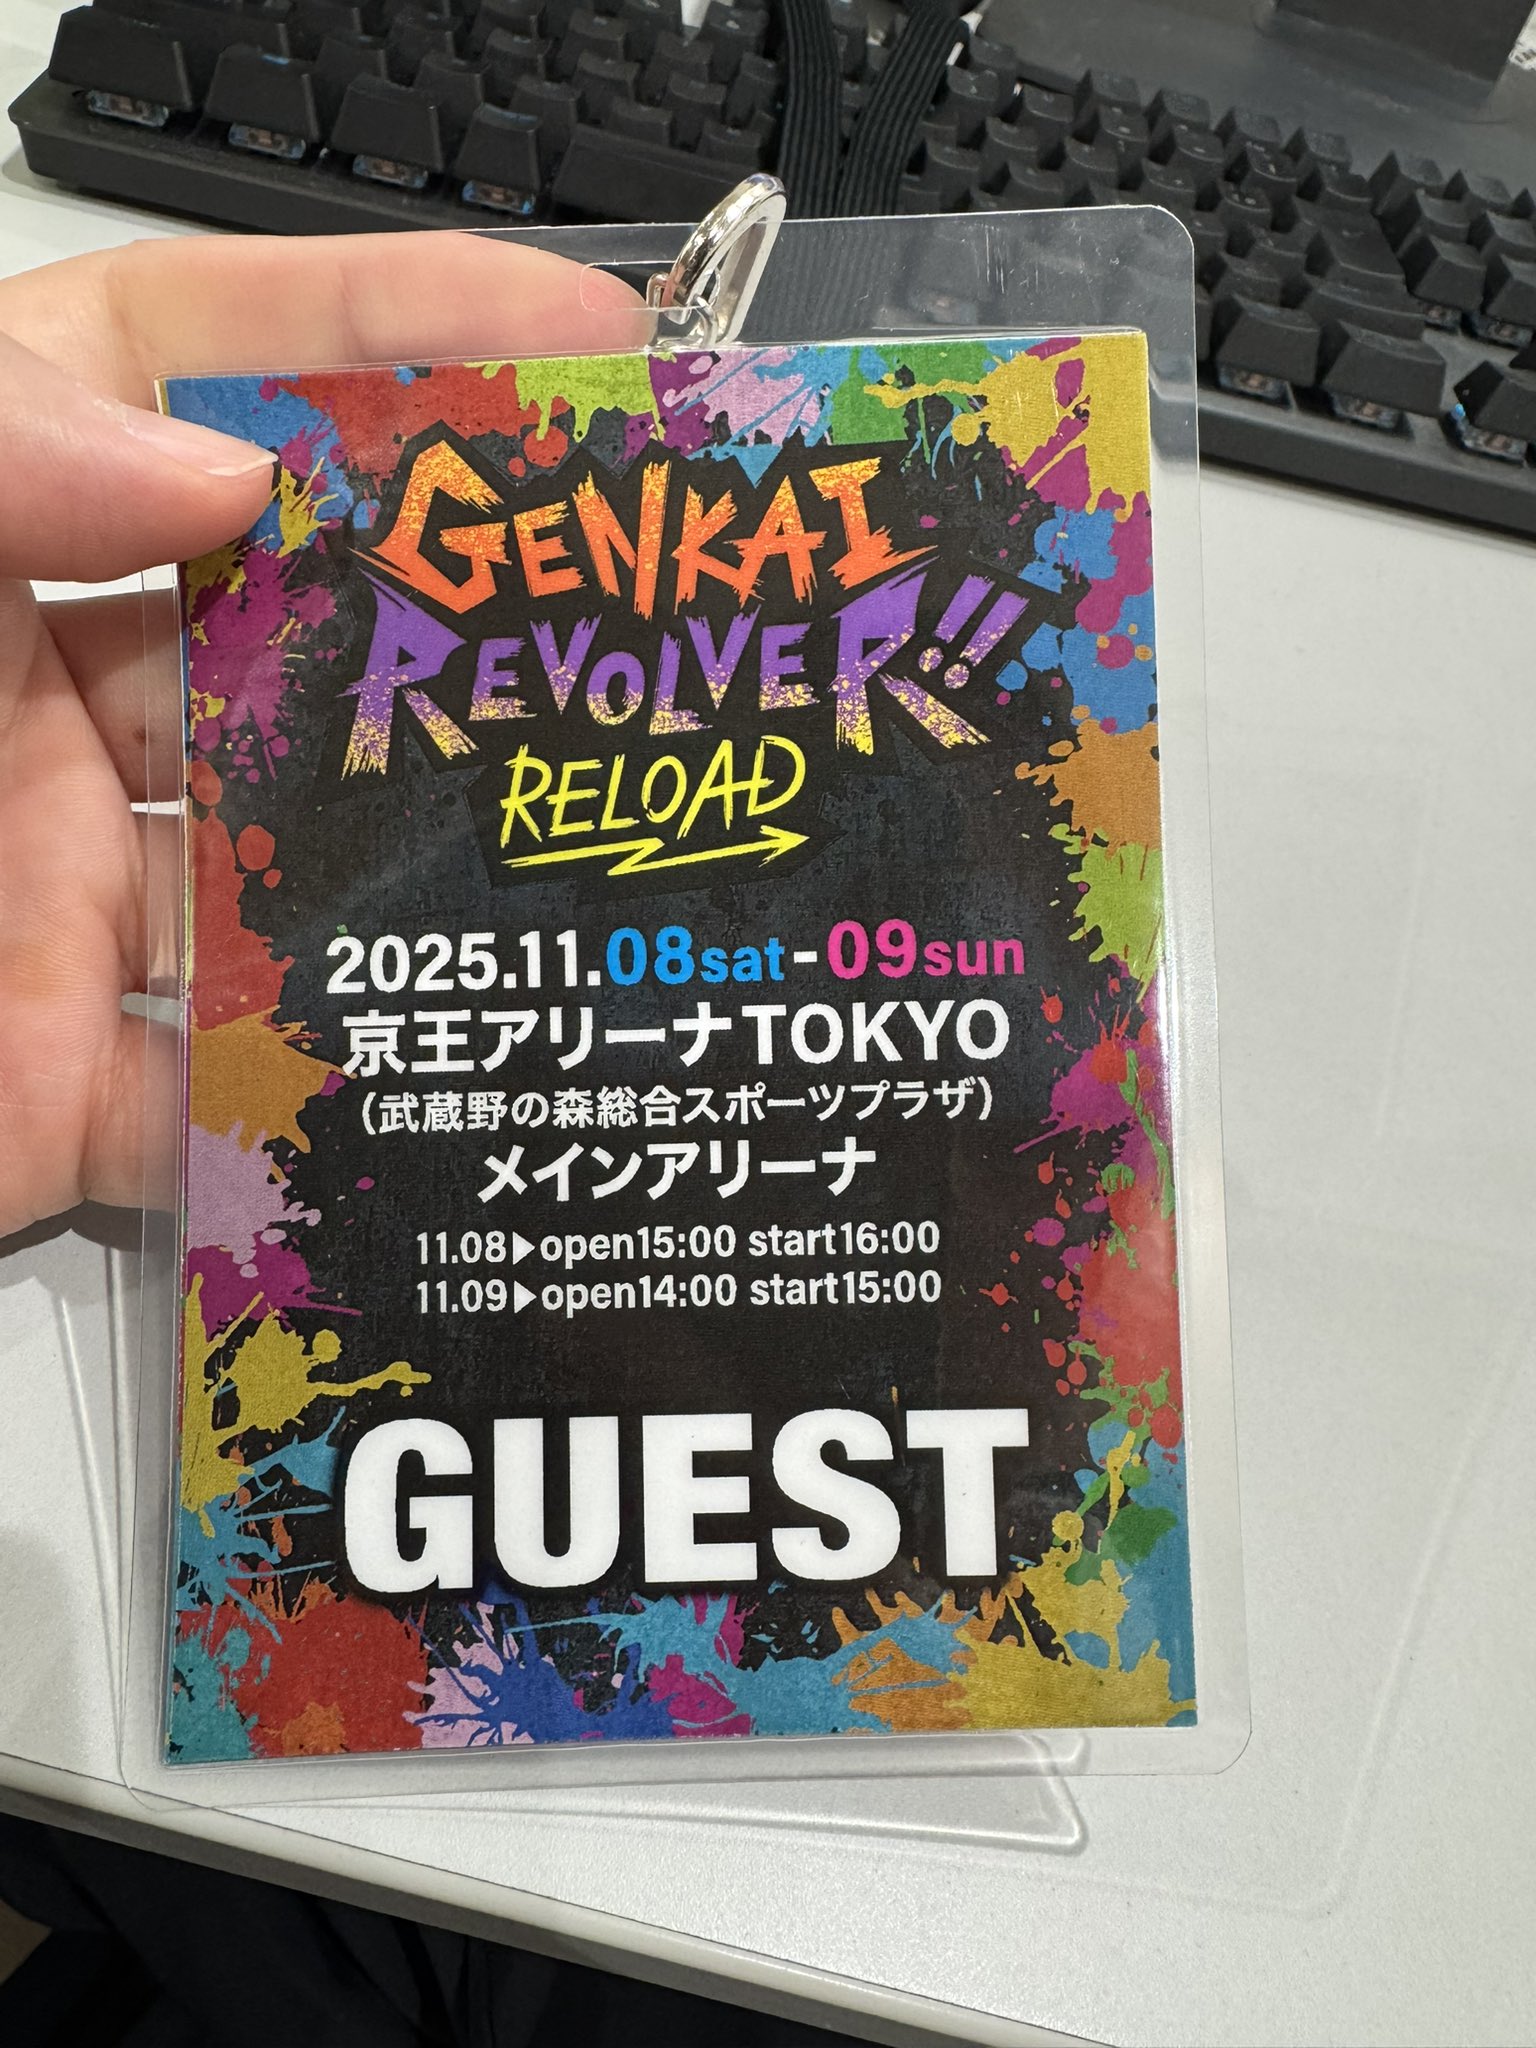 GENKAI
REVOLVER!!
RELOAD
2025.11.08sat-09sun
京王アリーナTOKYO
(武蔵野の森総合スポーツプラザ)
メインアリーナ
11.08▶open15:00 start16:00
11.09▶open14:00 start15:00
GUEST